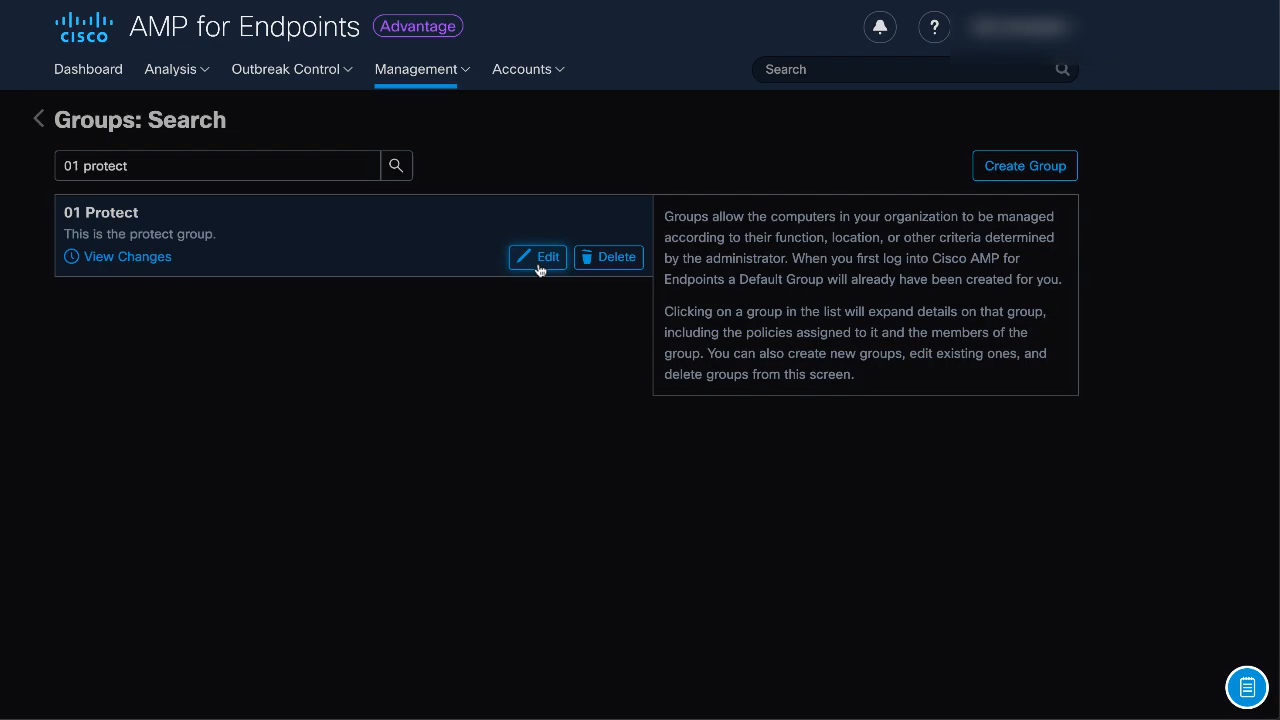 CISCO AMP for Endpoints Advantage ?
Dashboard Analysis Outbreak Control Management Accounts Search
Groups: Search
01 protect Create Group
01 Protect
This is the protect group.
View Changes Edit Delete
Groups allow the computers in your organization to be managed
according to their function, location, or other criteria determined
by the administrator. When you first log into Cisco AMP for
Endpoints a Default Group will already have been created for you.
Clicking on a group in the list will expand details on that group,
including the policies assigned to it and the members of the
group. You can also create new groups, edit existing ones, and
delete groups from this screen.